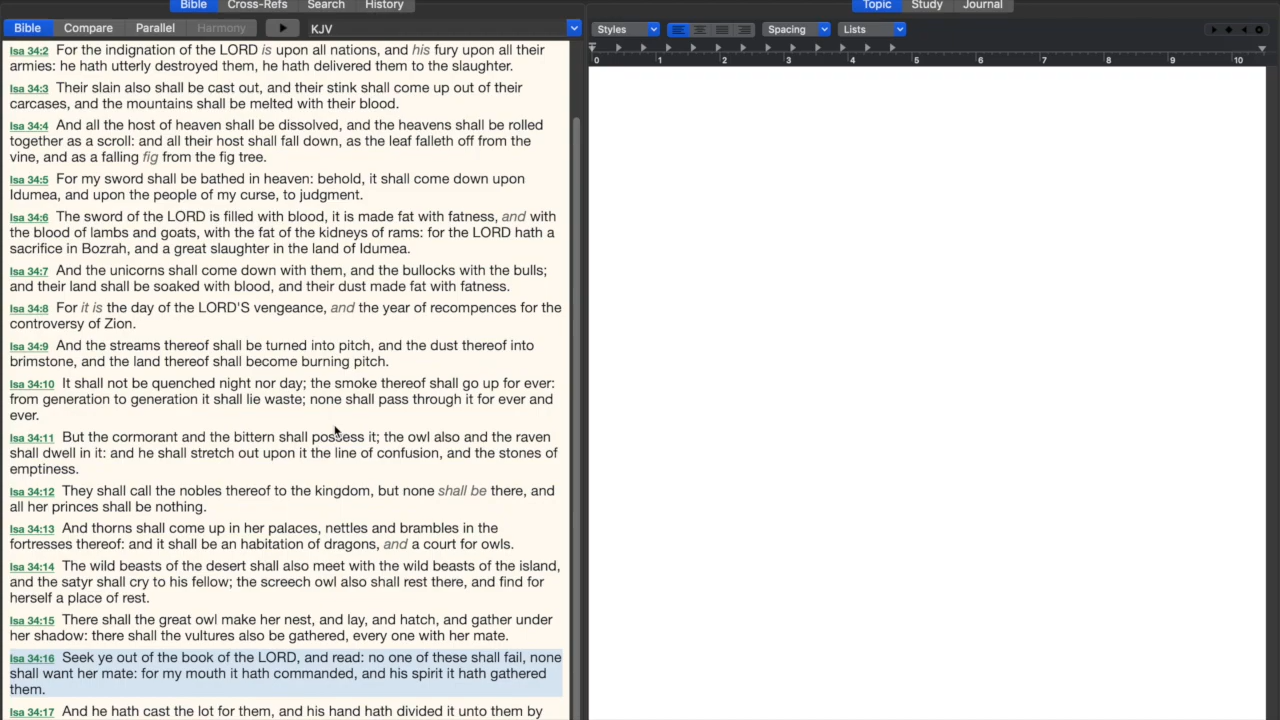 Bible Cross-Refs Search History
Topic Study Journal
Bible Compare Parallel Harmony KJV
Styles Spacing Lists
0 1 2 3 4 5 6 7 8 9 10
Isa 34:2 For the indignation of the LORD is upon all nations, and his fury upon all their
armies: he hath utterly destroyed them, he hath delivered them to the slaughter.
Isa 34:3 Their slain also shall be cast out, and their stink shall come up out of their
carcases, and the mountains shall be melted with their blood.
Isa 34:4 And all the host of heaven shall be dissolved, and the heavens shall be rolled
together as a scroll: and all their host shall fall down, as the leaf falleth off from the
vine, and as a falling fig from the fig tree.
Isa 34:5 For my sword shall be bathed in heaven: behold, it shall come down upon
Idumea, and upon the people of my curse, to judgment.
Isa 34:6 The sword of the LORD is filled with blood, it is made fat with fatness, and with
the blood of lambs and goats, with the fat of the kidneys of rams: for the LORD hath a
sacrifice in Bozrah, and a great slaughter in the land of Idumea.
Isa 34:7 And the unicorns shall come down with them, and the bullocks with the bulls;
and their land shall be soaked with blood, and their dust made fat with fatness.
Isa 34:8 For it is the day of the LORD'S vengeance, and the year of recompences for the
controversy of Zion.
Isa 34:9 And the streams thereof shall be turned into pitch, and the dust thereof into
brimstone, and the land thereof shall become burning pitch.
Isa 34:10 It shall not be quenched night nor day; the smoke thereof shall go up for ever:
from generation to generation it shall lie waste; none shall pass through it for ever and
ever.
Isa 34:11 But the cormorant and the bittern shall possess it; the owl also and the raven
shall dwell in it: and he shall stretch out upon it the line of confusion, and the stones of
emptiness.
Isa 34:12 They shall call the nobles thereof to the kingdom, but none shall be there, and
all her princes shall be nothing.
Isa 34:13 And thorns shall come up in her palaces, nettles and brambles in the
fortresses thereof: and it shall be an habitation of dragons, and a court for owls.
Isa 34:14 The wild beasts of the desert shall also meet with the wild beasts of the island,
and the satyr shall cry to his fellow; the screech owl also shall rest there, and find for
herself a place of rest.
Isa 34:15 There shall the great owl make her nest, and lay, and hatch, and gather under
her shadow: there shall the vultures also be gathered, every one with her mate.
Isa 34:16 Seek ye out of the book of the LORD, and read: no one of these shall fail, none
shall want her mate: for my mouth it hath commanded, and his spirit it hath gathered
them.
Isa 34:17 And he hath cast the lot for them, and his hand hath divided it unto them by